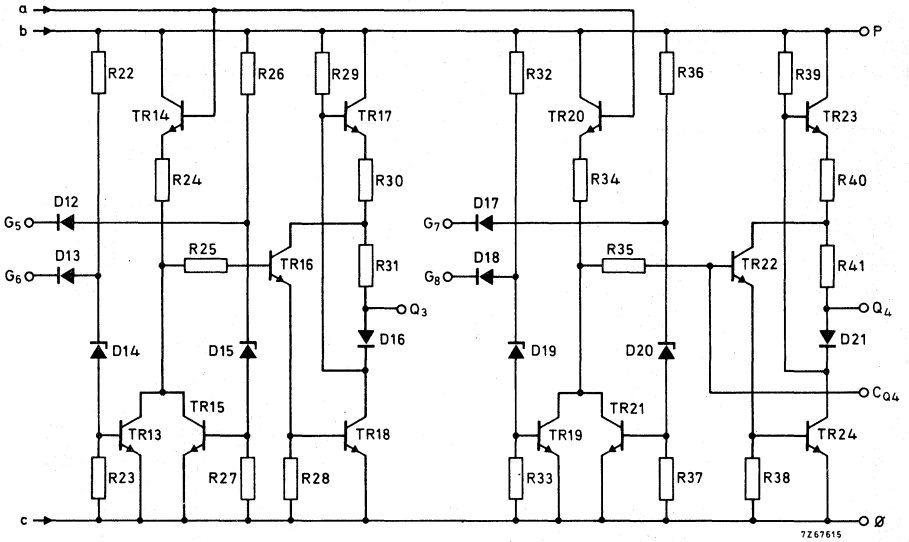 a
b
P
R22
R26
R29
R32
R36
R39
TR14
TR17
TR20
TR23
R24
R30
R34
R40
D12
D17
G5
G7
R25
R35
D13
TR16
R31
D18
TR22
R41
G6
G8
Q3
Q4
D14
D15
D16
D19
D20
D21
CQ4
TR15
TR21
TR13
TR18
TR19
TR24
R23
R27
R28
R33
R37
R38
c
Ø
7Z67615